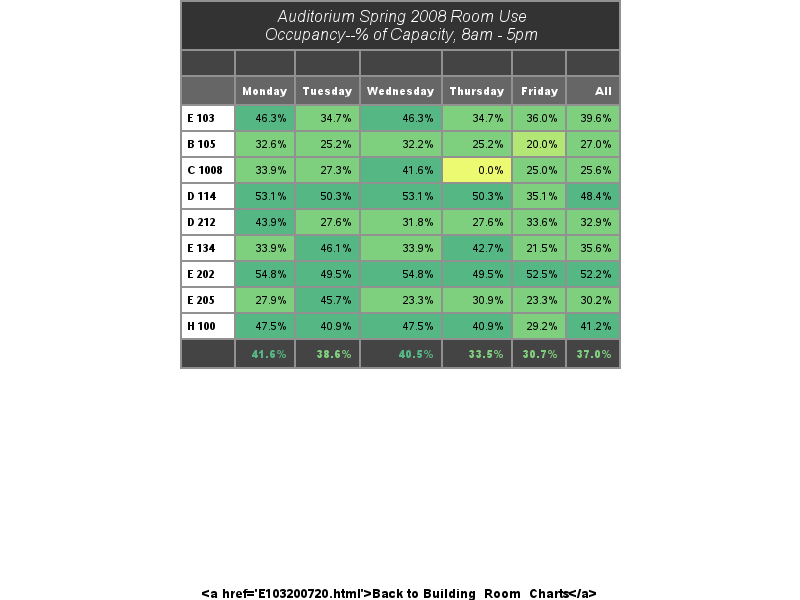 Auditorium Spring 2008 Room Use
Occupancy--% of Capacity, 8am - 5pm
Monday Tuesday Wednesday Thursday Friday All
E 103 46.3% 34.7% 46.3% 34.7% 36.0% 39.6%
B 105 32.6% 25.2% 32.2% 25.2% 20.0% 27.0%
C 1008 33.9% 27.3% 41.6% 0.0% 25.0% 25.6%
D 114 53.1% 50.3% 53.1% 50.3% 35.1% 48.4%
D 212 43.9% 27.6% 31.8% 27.6% 33.6% 32.9%
E 134 33.9% 46.1% 33.9% 42.7% 21.5% 35.6%
E 202 54.8% 49.5% 54.8% 49.5% 52.5% 52.2%
E 205 27.9% 45.7% 23.3% 30.9% 23.3% 30.2%
H 100 47.5% 40.9% 47.5% 40.9% 29.2% 41.2%
41.6% 38.6% 40.5% 33.5% 30.7% 37.0%
<a href='E103200720.html'>Back to Building_Room_Charts</a>